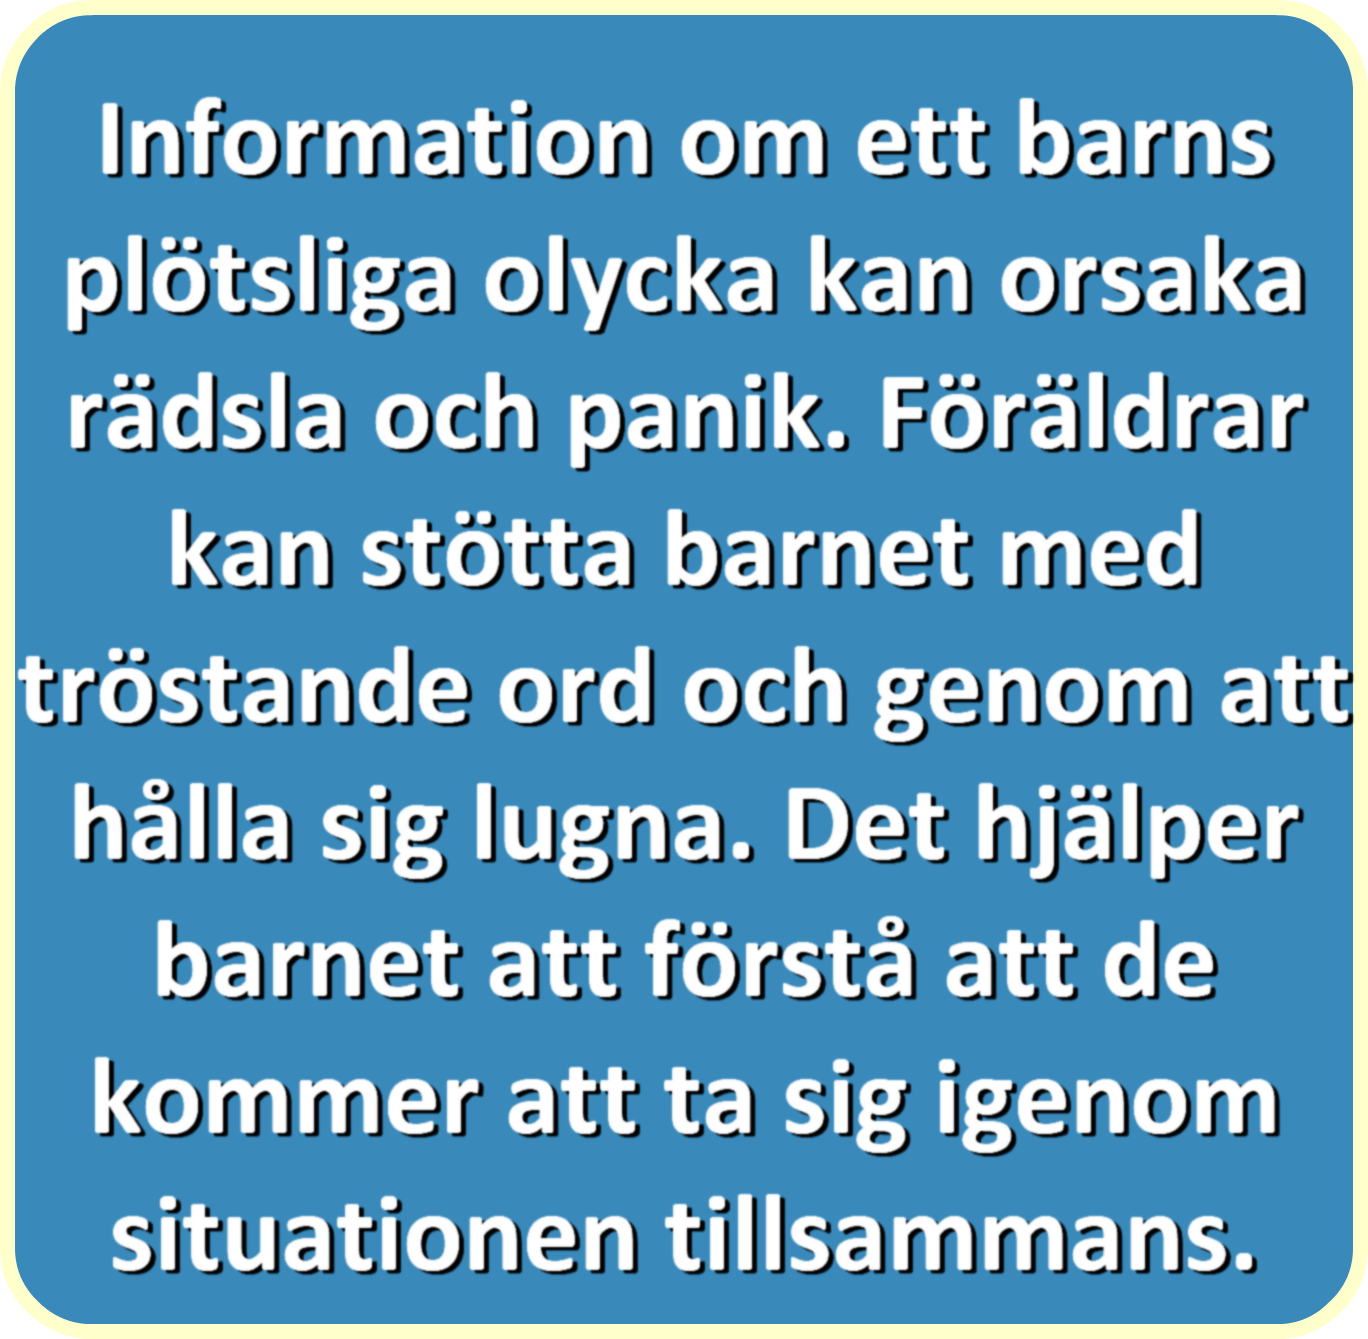 Information om ett barns
plötsliga olycka kan orsaka
rädsla och panik. Föräldrar
kan stötta barnet med
tröstande ord och genom att
hålla sig lugna. Det hjälper
barnet att förstå att de
kommer att ta sig igenom
situationen tillsammans.